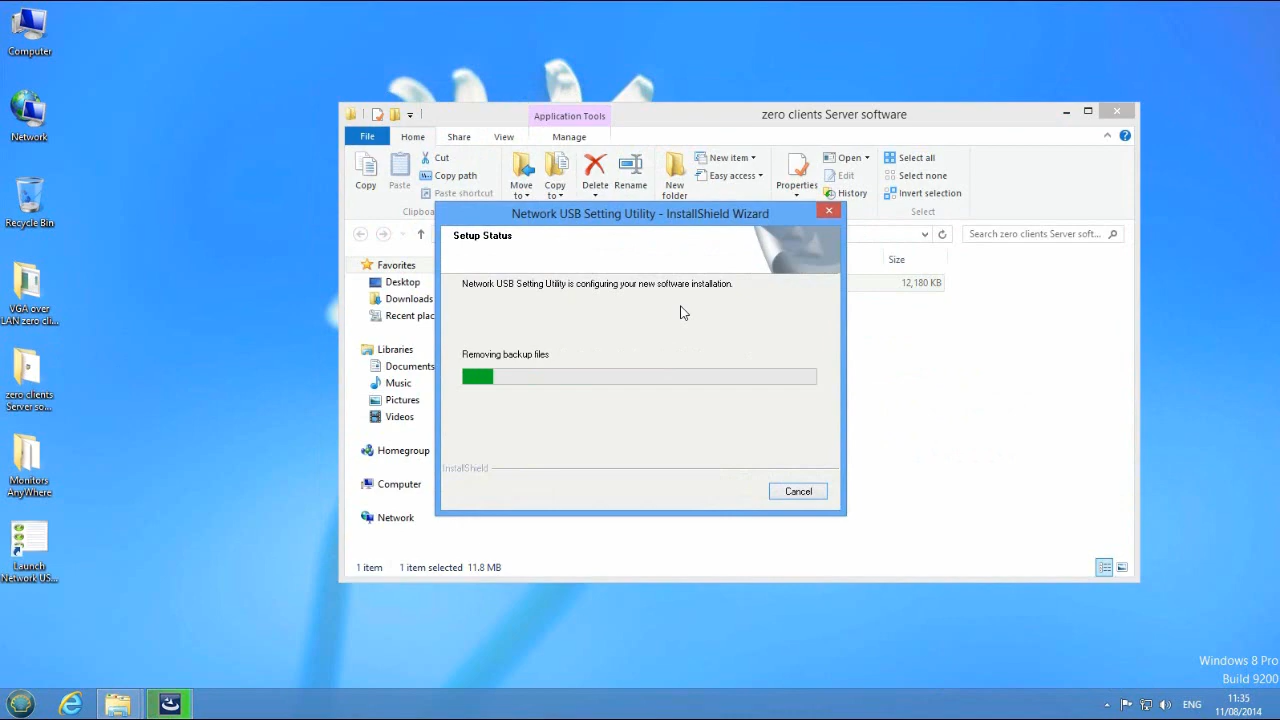 Computer
Network
Recycle Bin
VGA over
LAN zero cli...
zero clients
Server so...
Monitors
AnyWhere
Launch
Network US...
Application Tools
zero clients Server software
File
Home
Share
View
Manage
Copy
Paste
Cut
Copy path
Paste shortcut
Move
to
Copy
to
Delete
Rename
New
folder
New item
Easy access
Properties
Open
Edit
History
Select all
Select none
Invert selection
Clipboa
Select
Network USB Setting Utility - InstallShield Wizard
Search zero clients Server soft...
Setup Status
Network USB Setting Utility is configuring your new software installation.
Removing backup files
InstallShield
Cancel
Size
12,180 KB
Favorites
Desktop
Downloads
Recent plac
Libraries
Documents
Music
Pictures
Videos
Homegroup
Computer
Network
1 item
1 item selected 11.8 MB
Windows 8 Pro
Build 9200
ENG
11:35
11/08/2014